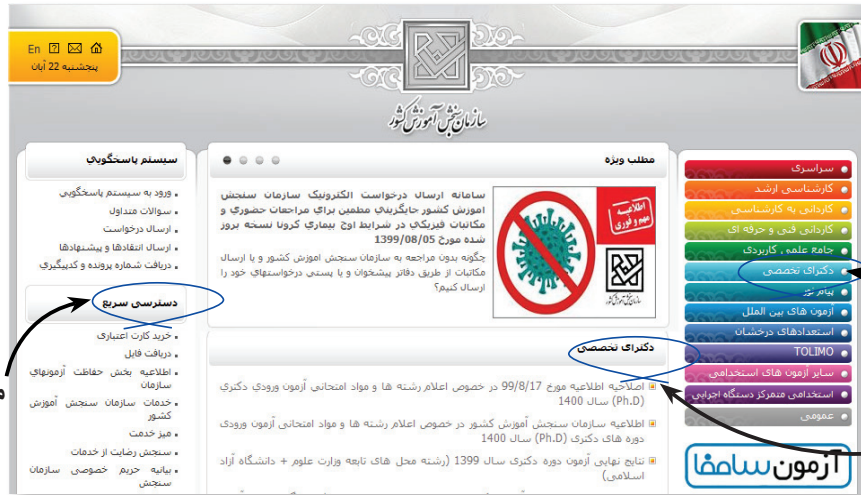 En
پنجشنبه 22 آبان
سازمان سنجش آموزش کشور
سراسری
کارشناسی ارشد
کاردانی به کارشناسی
کاردانی فنی و حرفه ای
جامع علمی کاربردی
دکترای تخصصی
پیام نور
آزمون های بین الملل
استعدادهای درخشان
TOLIMO
سایر آزمون های استخدامی
استخدامی متمرکز دستگاه اجرایی
عمومی
آزمون سامفا
مطلب ویژه
اطلاعیه
مهم و فوری
سازمان سنجش آموزش کشور
سامانه ارسال درخواست الکترونیک سازمان سنجش
آموزش کشور جایگزینی مطمین برای مراجعات حضوری و
مکاتبات فیزیکی در شرایط اوج بیماری کرونا نسخه بروز
شده مورخ 1399/08/05
چگونه بدون مراجعه به سازمان سنجش آموزش کشور و یا ارسال
مکاتبات از طریق دفاتر پیشخوان و یا پستی درخواستهای خود را
ارسال کنیم؟
دکترای تخصصی
اصلاحیه اطلاعیه مورخ 99/8/17 در خصوص اعلام رشته ها و مواد امتحانی آزمون ورودی دکتری
(Ph.D) سال 1400
اطلاعیه سازمان سنجش آموزش کشور در خصوص اعلام رشته ها و مواد امتحانی آزمون ورودی
دوره های دکتری (Ph.D) سال 1400
نتایج نهایی آزمون دوره دکتری سال 1399 (رشته محل های تابعه وزارت علوم + دانشگاه آزاد
اسلامی)
سیستم پاسخگویی
ورود به سیستم پاسخگویی
سوالات متداول
ارسال درخواست
ارسال انتقادها و پیشنهادها
دریافت شماره پرونده و کدپیگیری
دسترسی سریع
خرید کارت اعتباری
دریافت فایل
اطلاعیه بخش حفاظت آزمونهای
سازمان
خدمات سازمان سنجش آموزش
کشور
میز خدمت
سنجش رضایت از خدمات
بیانیه حریم خصوصی سازمان
سنجش